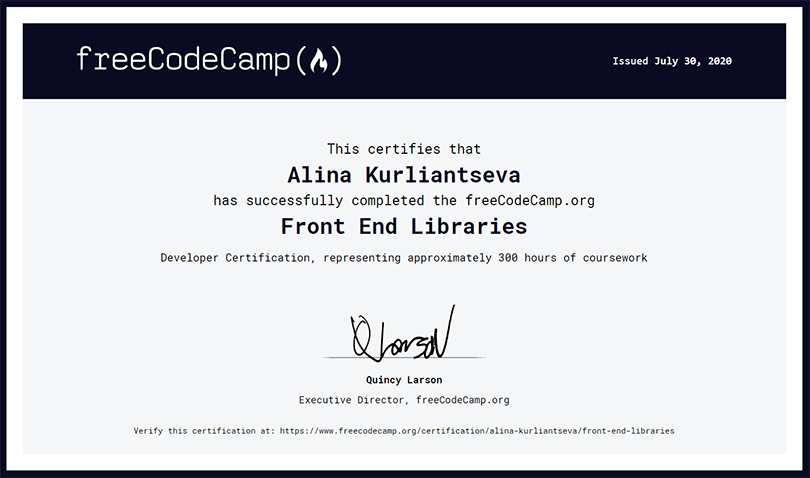 freeCodeCamp(🔥)
Issued July 30, 2020
This certifies that
Alina Kurliantseva
has successfully completed the freeCodeCamp.org
Front End Libraries
Developer Certification, representing approximately 300 hours of coursework
Q Larson
Quincy Larson
Executive Director, freeCodeCamp.org
Verify this certification at: https://www.freecodecamp.org/certification/alina-kurliantseva/front-end-libraries